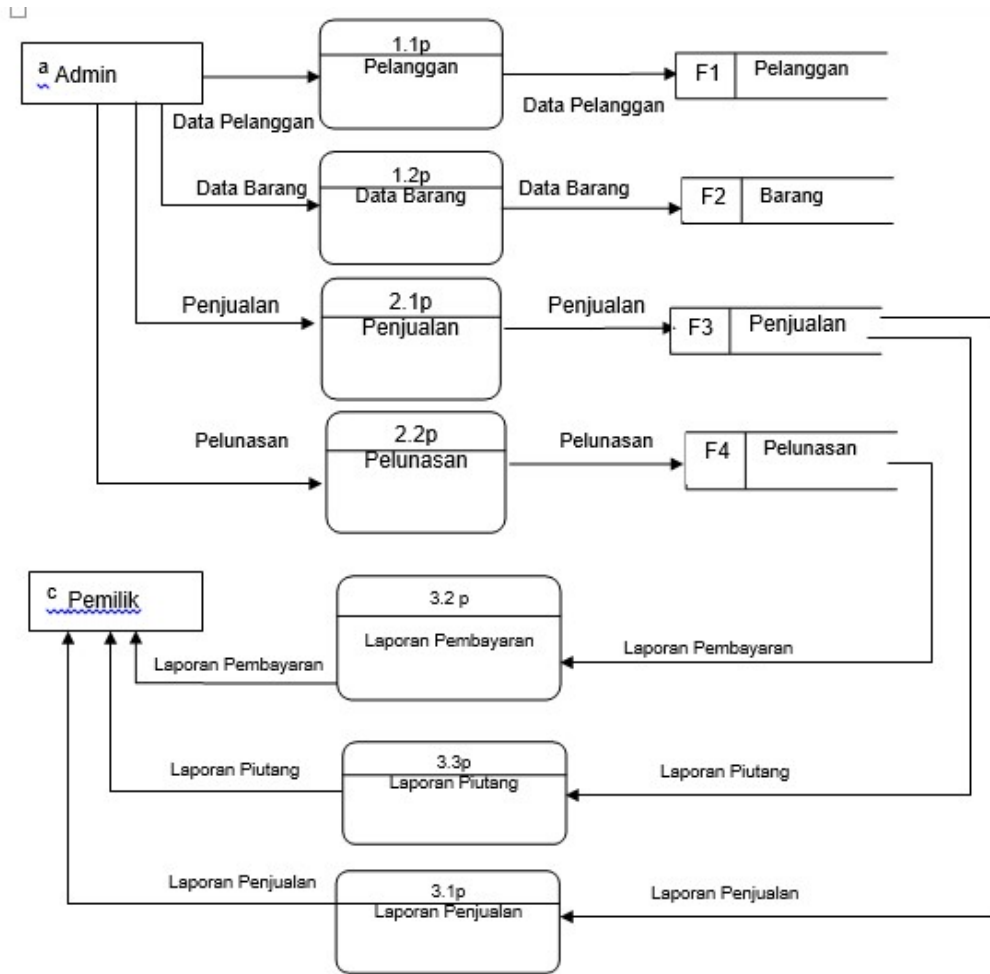 a Admin
1.1p
Pelanggan
Data Pelanggan
Data Pelanggan
F1 Pelanggan
1.2p
Data Barang
Data Barang
Data Barang
F2 Barang
2.1p
Penjualan
Penjualan
Penjualan
F3 Penjualan
2.2p
Pelunasan
Pelunasan
Pelunasan
F4 Pelunasan
c Pemilik
3.2 p
Laporan Pembayaran
Laporan Pembayaran
Laporan Pembayaran
3.3p
Laporan Piutang
Laporan Piutang
Laporan Piutang
3.1p
Laporan Penjualan
Laporan Penjualan
Laporan Penjualan